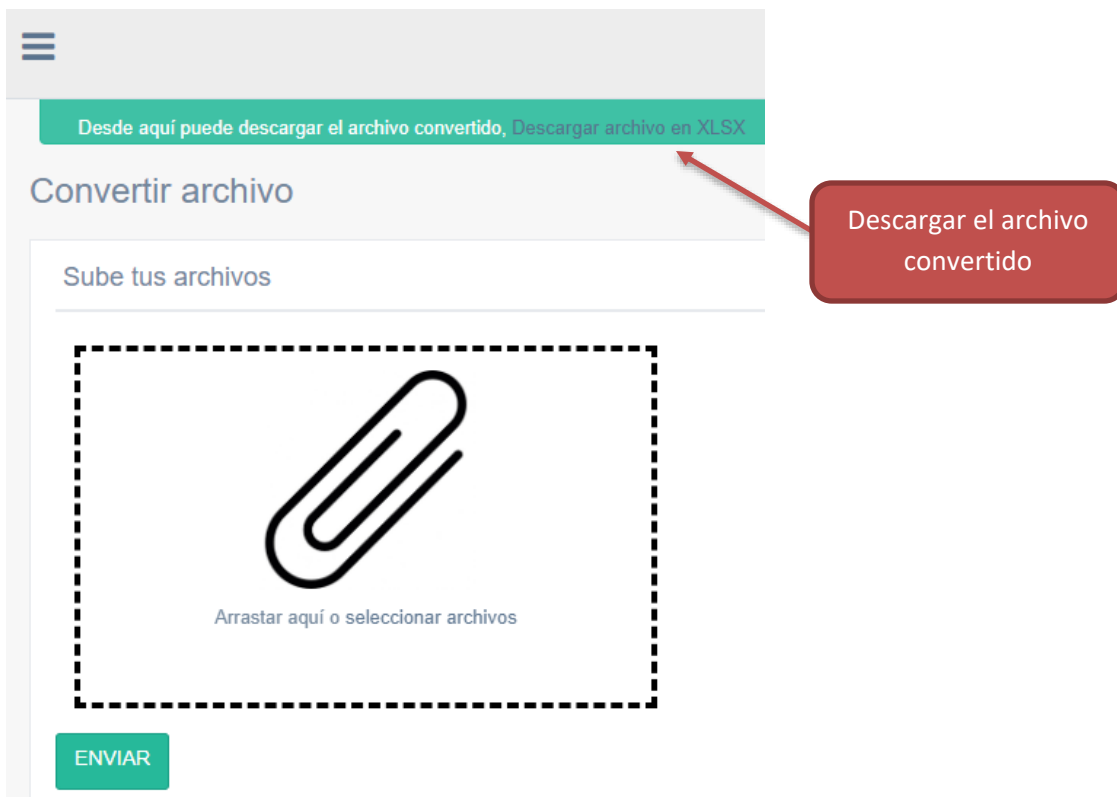 Desde aquí puede descargar el archivo convertido, Descargar archivo en XLSX
Convertir archivo
Descargar el archivo
convertido
Sube tus archivos
Arrastar aquí o seleccionar archivos
ENVIAR